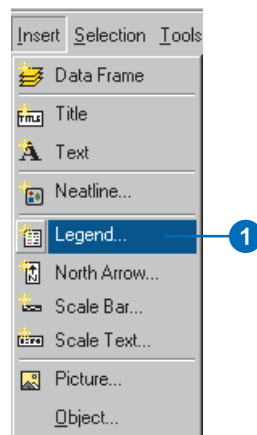 Insert Selection Tools
Data Frame
Title
Text
Neatline...
Legend...
1
North Arrow...
Scale Bar...
Scale Text...
Picture...
Object...